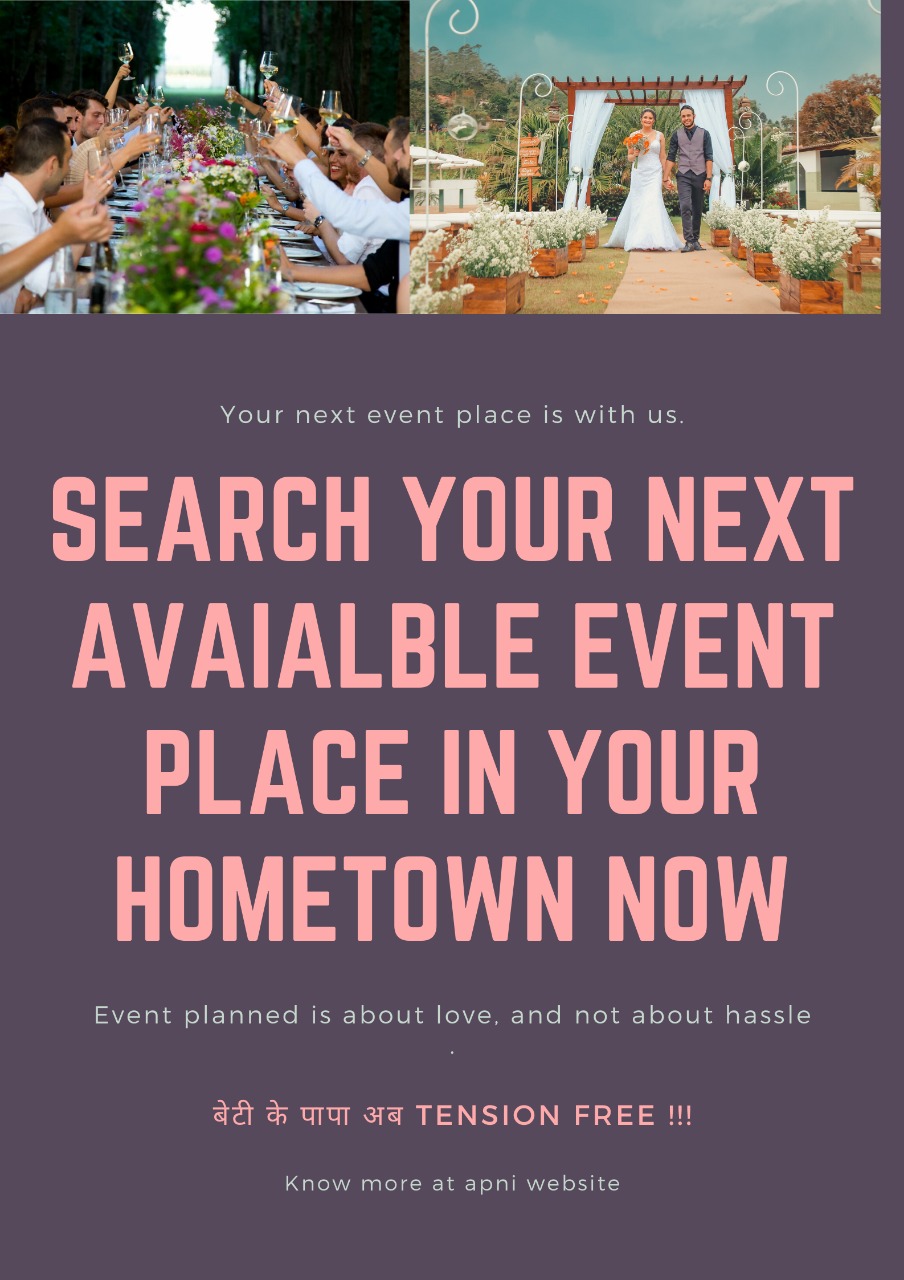 Your next event place is with us.
SEARCH YOUR NEXT
AVAIALBLE EVENT
PLACE IN YOUR
HOMETOWN NOW
Event planned is about love, and not about hassle
.
बेटी के पापा अब TENSION FREE !!!
Know more at apni website